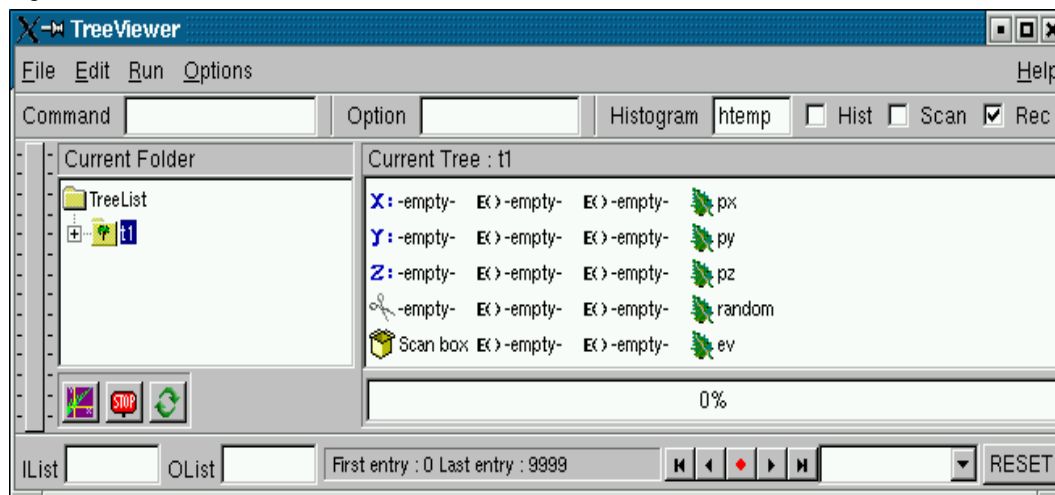 TreeViewer
File Edit Run Options Help
Command Option Histogram htemp Hist Scan Rec
Current Folder Current Tree : t1
TreeList
t1
X: -empty- E() -empty- E() -empty- px
Y: -empty- E() -empty- E() -empty- py
Z: -empty- E() -empty- E() -empty- pz
-empty- E() -empty- E() -empty- random
Scan box E() -empty- E() -empty- ev
STOP
0%
IList OList First entry : 0 Last entry : 9999 RESET